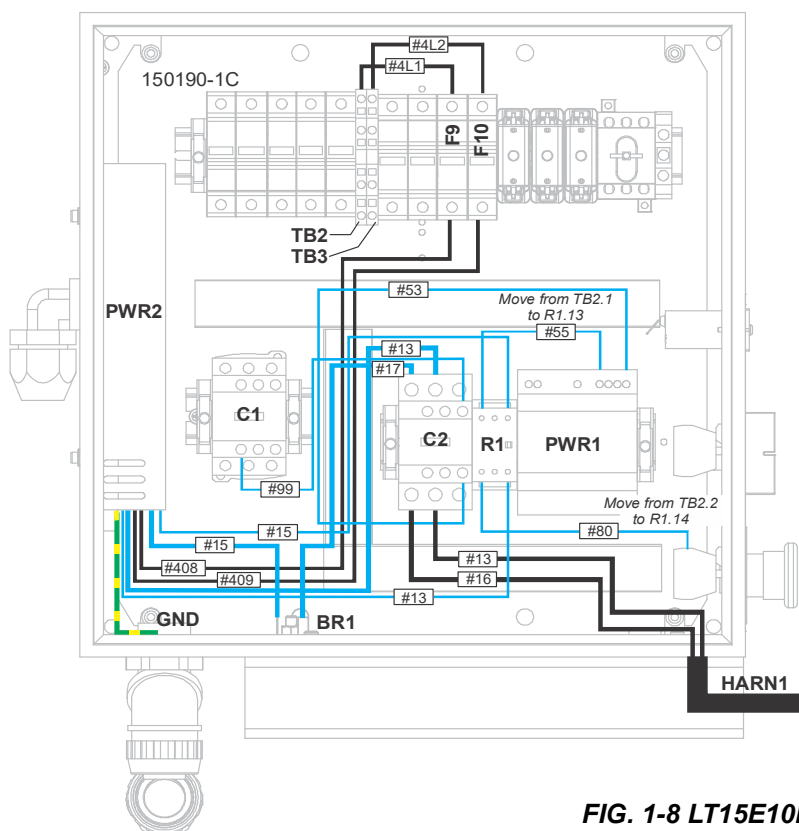 #4L2
#4L1
150190-1C
F9
F10
TB2
TB3
PWR2
#53
Move from TB2.1
to R1.13
#55
#13
#17
C1
C2
R1
PWR1
#99
Move from TB2.2
to R1.14
#15
#80
#15
#13
#408
#16
#409
#13
GND
BR1
HARN1
FIG. 1-8 LT15E10